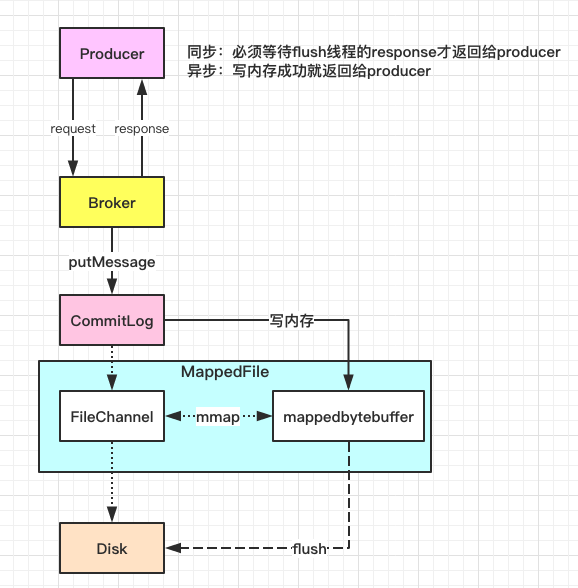 Producer
同步：必须等待flush线程的response才返回给producer
异步：写内存成功就返回给producer
request
response
Broker
putMessage
CommitLog
写内存
MappedFile
FileChannel
mmap
mappedbytebuffer
Disk
flush